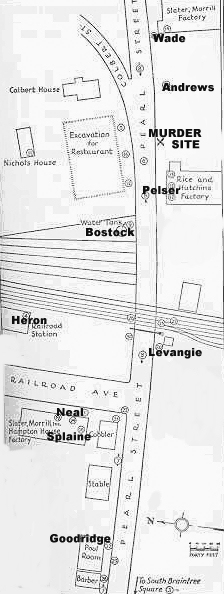 Slater, Morrill
Factory
STREET
Wade
COLBERT ST.
Colbert House
Andrews
PEARL
MURDER
SITE
Excavation
for
Restaurant
Nichols House
Rice and
Hutchins
Factory
Pelser
Water Tank
Bostock
Heron
Railroad
Station
Levangie
RAILROAD AVE
Neal
Slater, Morrill Inc.
Hampton House
Factory
Splaine
Cobbler
STREET
Stable
PEARL
N
Goodridge
Pool
Room
Barber
To South Braintree
Square